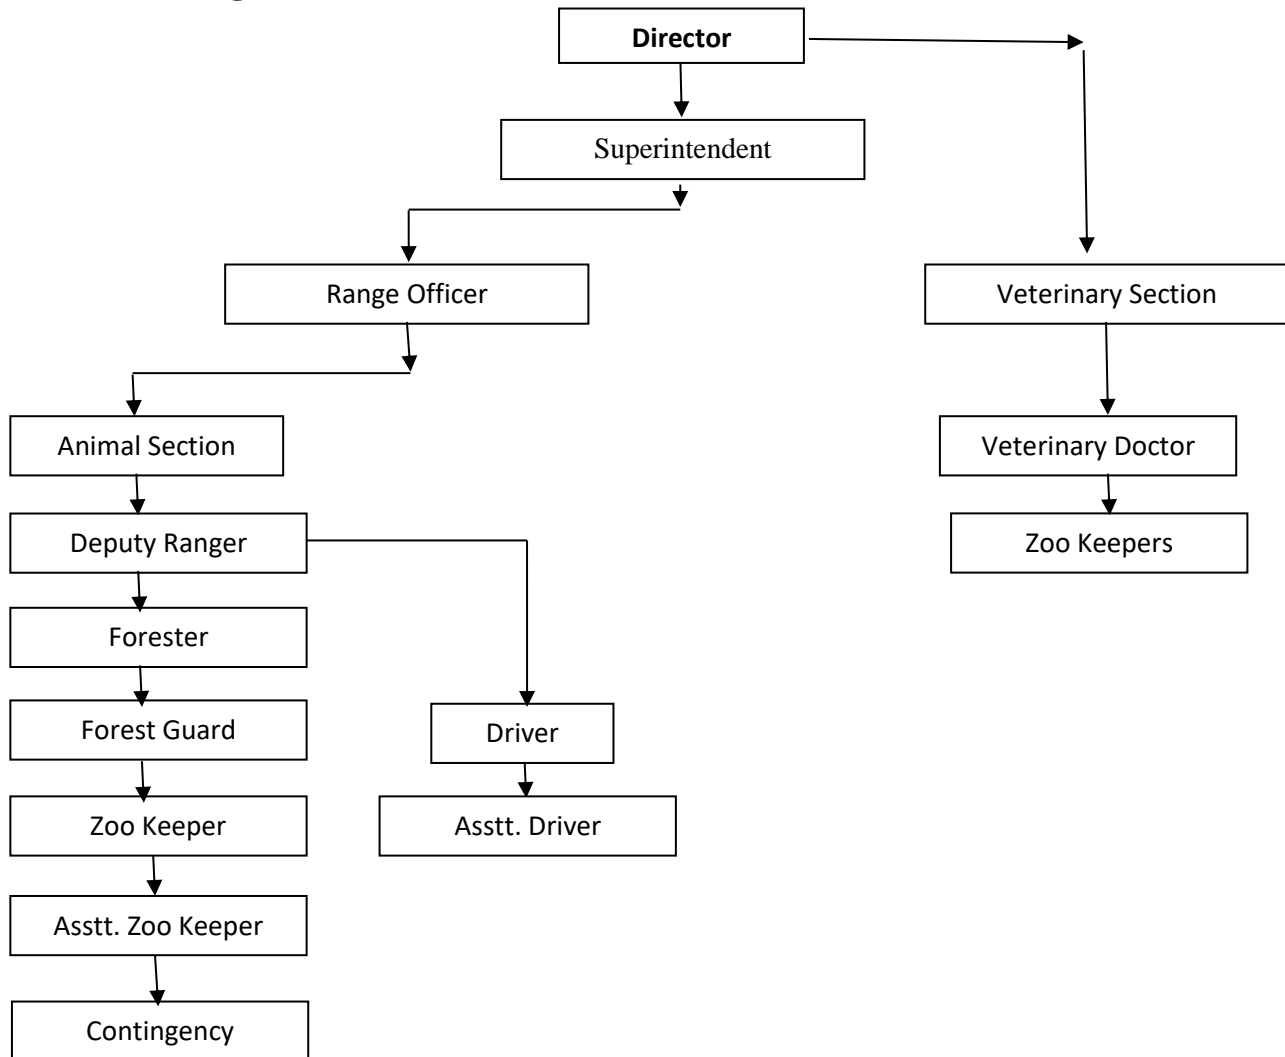 Director
Superintendent
Range Officer
Veterinary Section
Animal Section
Veterinary Doctor
Deputy Ranger
Zoo Keepers
Forester
Forest Guard
Driver
Zoo Keeper
Asstt. Driver
Asstt. Zoo Keeper
Contingency